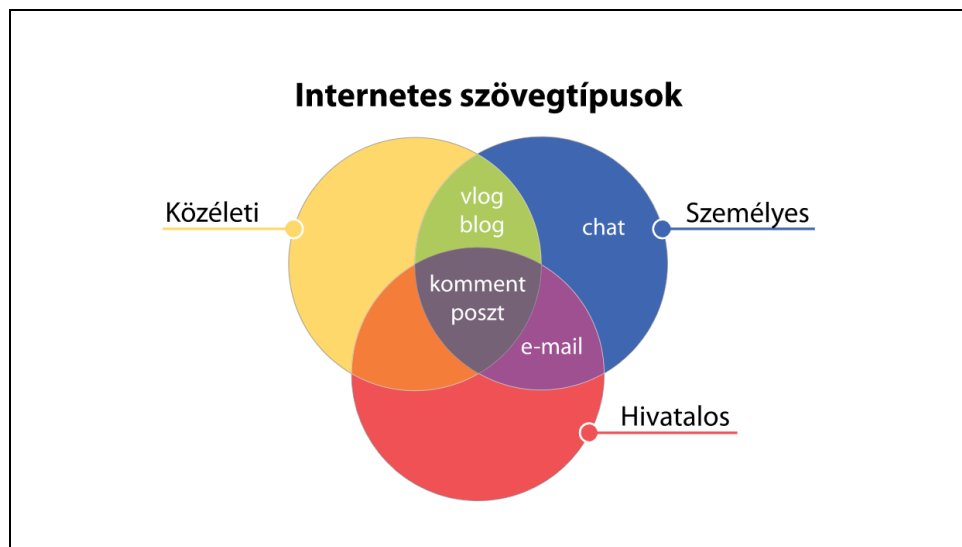 Internetes szövegtípusok
Közéleti
vlog
blog
chat
Személyes
komment
poszt
e-mail
Hivatalos